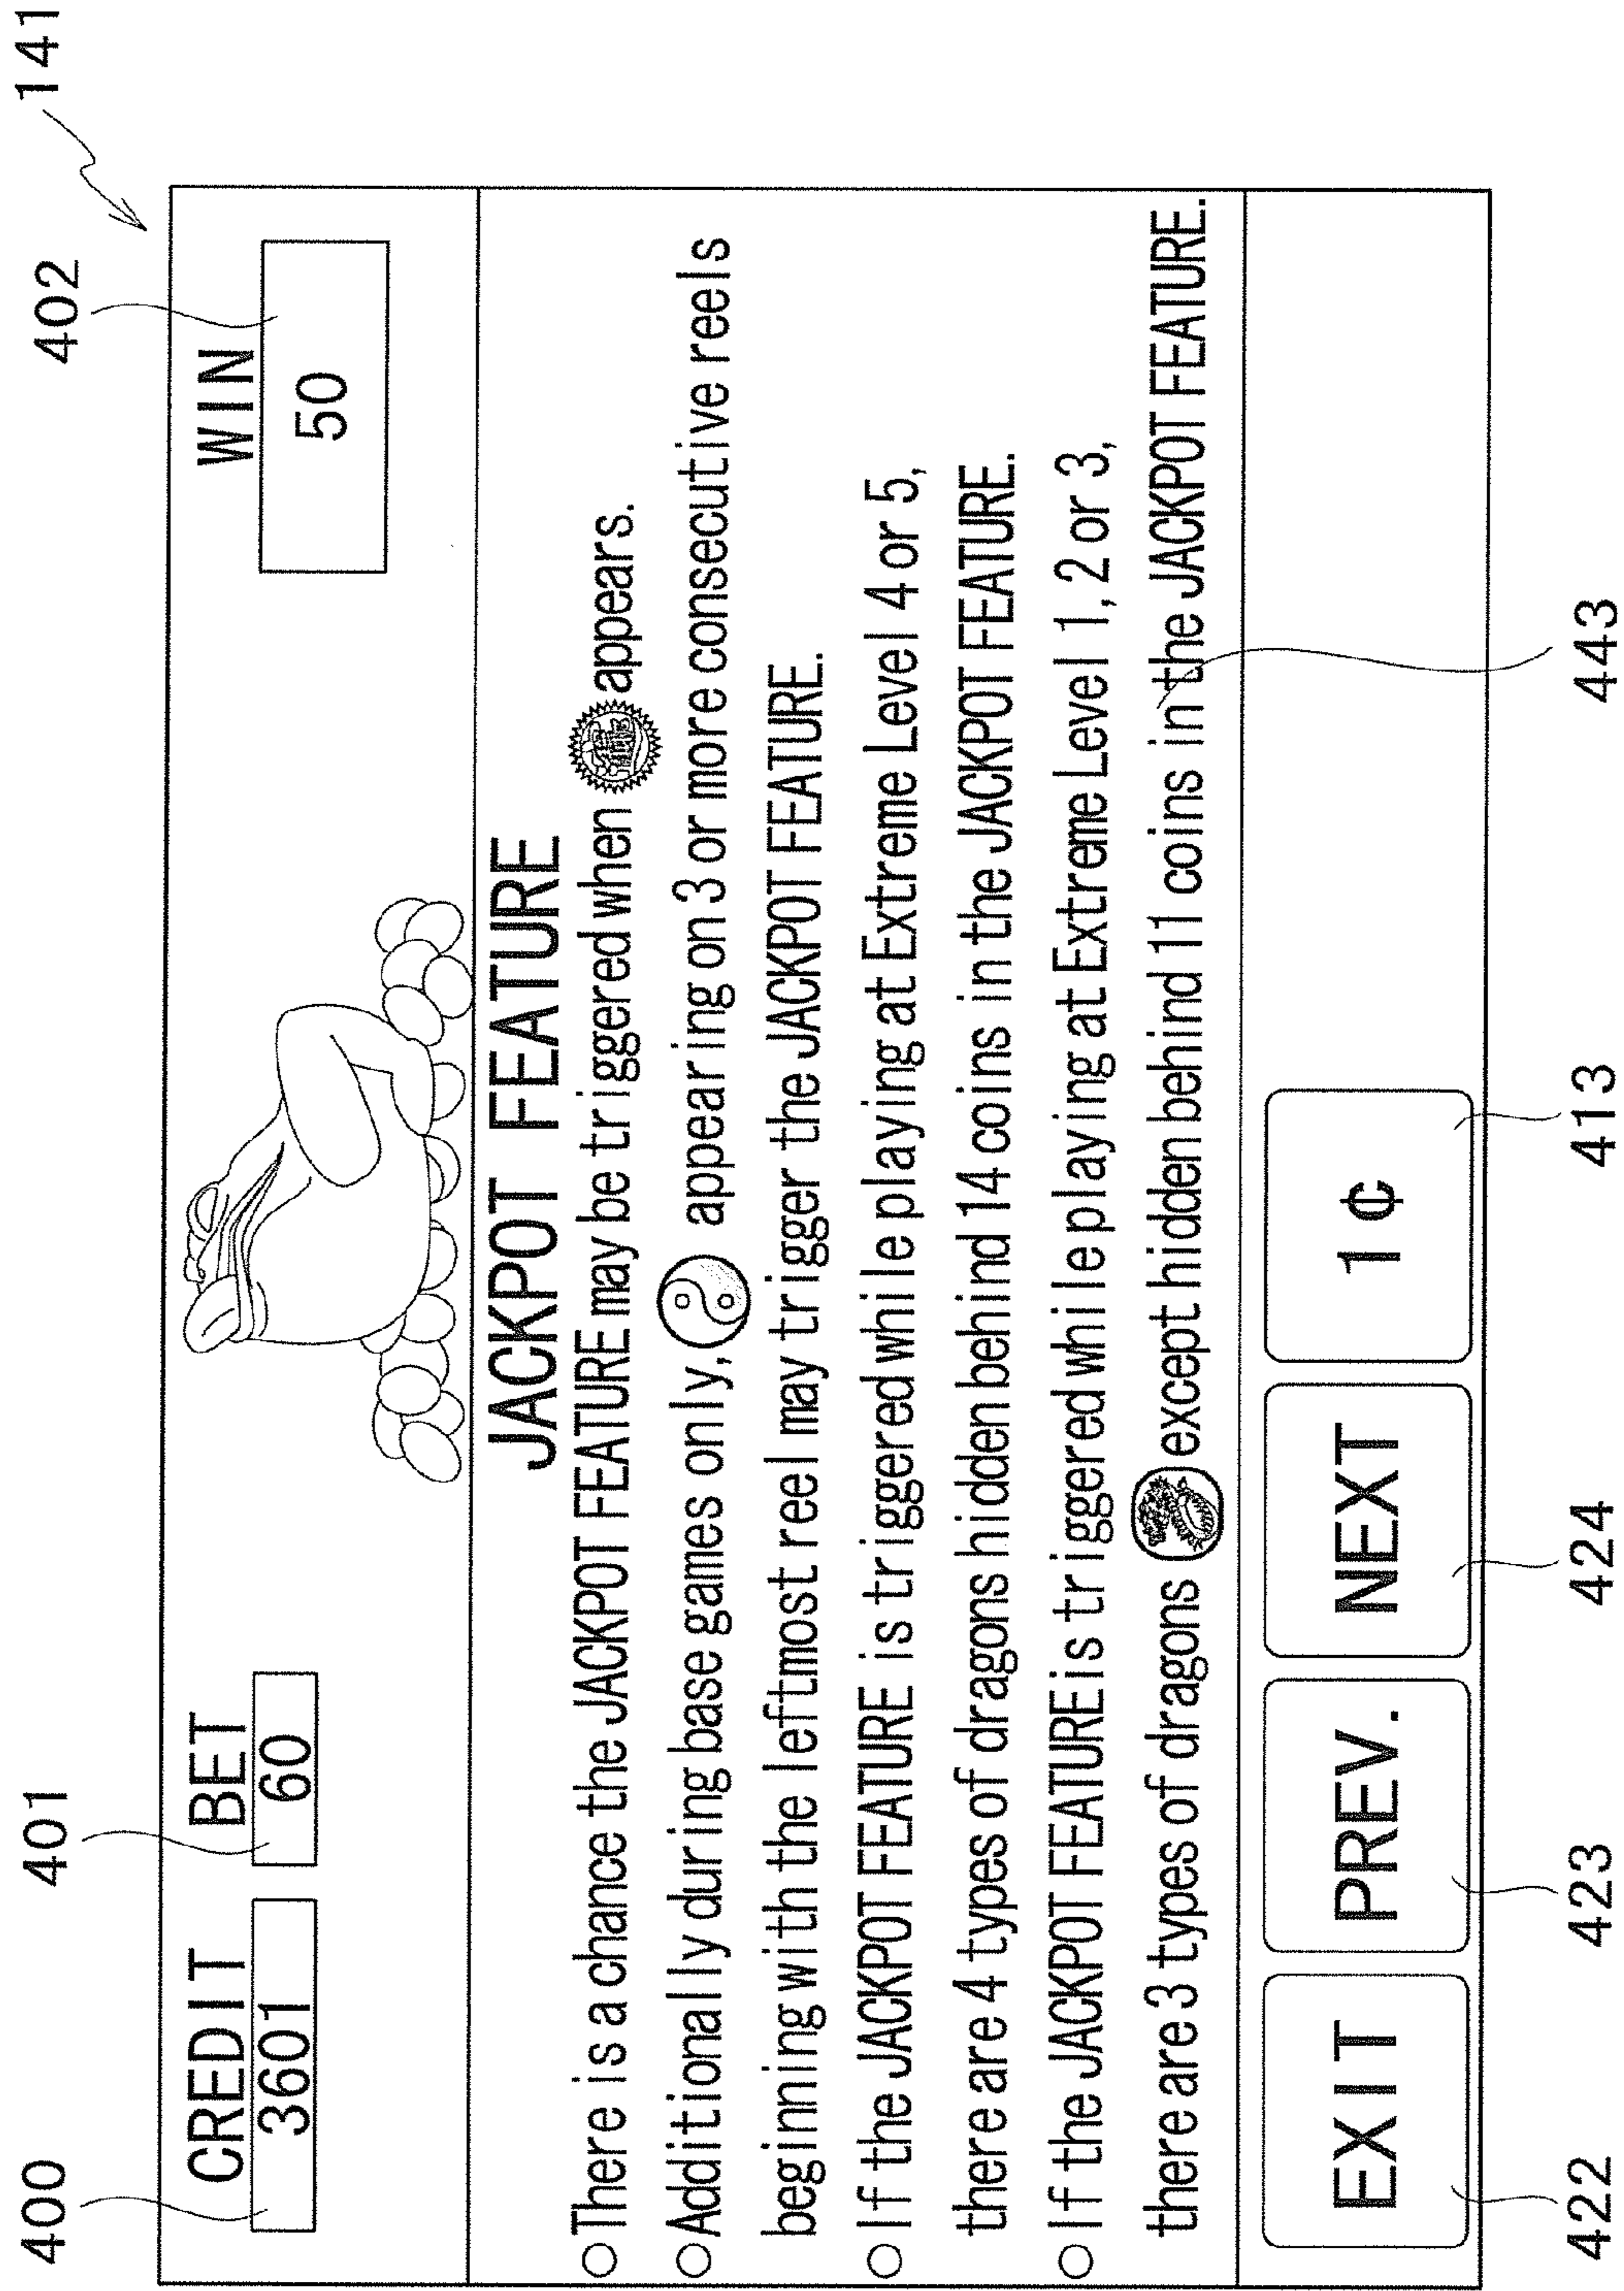 141
402
401
400
CREDIT BET WIN
3601 60 50
JACKPOT FEATURE
○There is a chance the JACKPOT FEATURE may be triggered when appears.
○Additionally during base games only, appearing on 3 or more consecutive reels
beginning with the leftmost reel may trigger the JACKPOT FEATURE.
○If the JACKPOT FEATURE is triggered while playing at Extreme Level 4 or 5,
there are 4 types of dragons hidden behind 14 coins in the JACKPOT FEATURE.
○If the JACKPOT FEATURE is triggered while playing at Extreme Level 1, 2 or 3,
there are 3 types of dragons except hidden behind 11 coins in the JACKPOT FEATURE.
EXIT PREV. NEXT 1¢
422 423 424 413 443